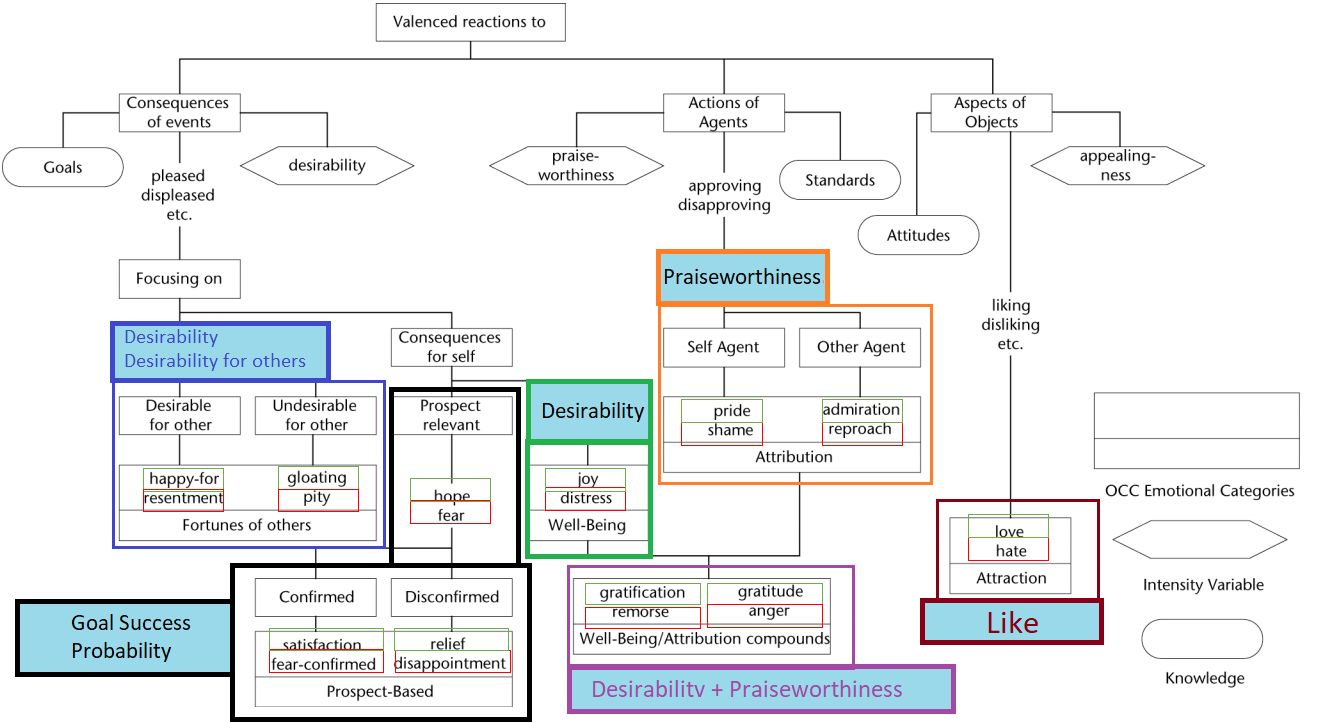 Valenced reactions to
Consequences
of events
Actions of
Agents
Aspects of
Objects
Goals
desirability
praise-
worthiness
Standards
appealing-
ness
Attitudes
pleased
displeased
etc.
approving
disapproving
Focusing on
Praiseworthiness
liking
disliking
etc.
Desirability
Desirability for others
Consequences
for self
Self Agent
Other Agent
Desirable
for other
Undesirable
for other
Prospect
relevant
Desirability
pride
shame
admiration
reproach
Attribution
happy-for
resentment
gloating
pity
Fortunes of others
hope
fear
joy
distress
Well-Being
OCC Emotional Categories
love
hate
Attraction
Like
Intensity Variable
Knowledge
Confirmed
Disconfirmed
Goal Success
Probability
satisfaction
fear-confirmed
relief
disappointment
Prospect-Based
gratification
remorse
gratitude
anger
Well-Being/Attribution compounds
Desirability + Praiseworthiness